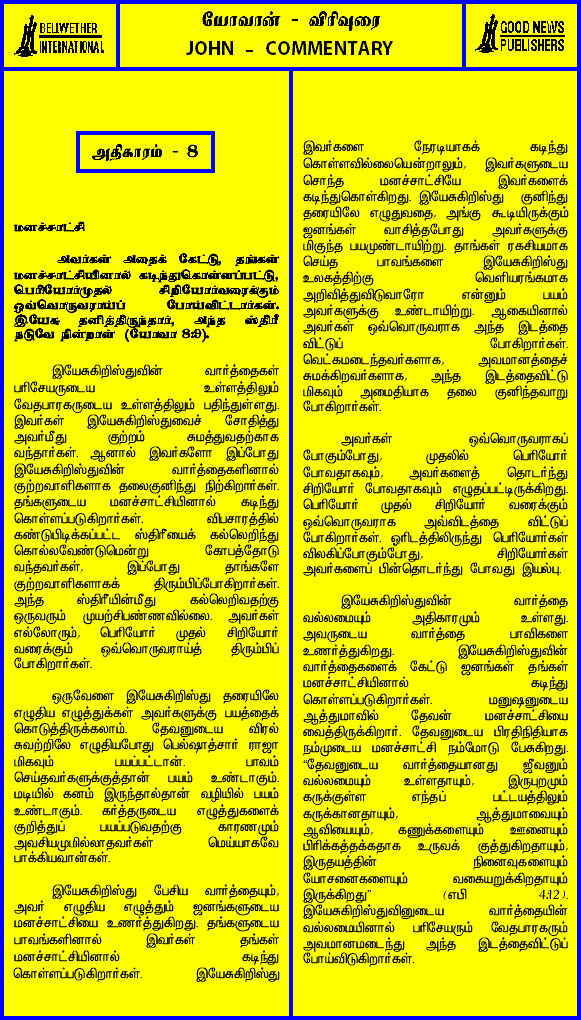 BELWETHER
INTERNATIONAL
யோவான் - விரிவுரை
JOHN - COMMENTARY
GOOD NEWS
PUBLISHERS
அதிகாரம் - 8
மனச்சாட்சி
அவர்கள் அதைக் கேட்டு, தங்கள்
மனச்சாட்சியினால் கடிந்துகொள்ளப்பட்டு,
பெரியோர்முதல் சிறியோர்வரைக்கும்
ஒவ்வொருவராய்ப் போய்விட்டார்கள்.
இயேசு தனித்திருந்தார், அந்த ஸ்திரீ
நடுவே நின்றாள் (யோவா 8:9).
இயேசுகிறிஸ்துவின் வார்த்தைகள்
பரிசேயருடைய உள்ளத்திலும்
வேதபாரகருடைய உள்ளத்திலும் பதிந்துள்ளது.
இவர்கள் இயேசுகிறிஸ்துவைச் சோதித்து
அவர்மீது குற்றம் சுமத்துவதற்காக
வந்தார்கள். ஆனால் இவர்களோ இப்போது
இயேசுகிறிஸ்துவின் வார்த்தைகளினால்
குற்றவாளிகளாக தலைகுனிந்து நிற்கிறார்கள்.
தங்களுடைய மனச்சாட்சியினால் கடிந்து
கொள்ளப்படுகிறார்கள். விபசாரத்தில்
கண்டுபிடிக்கப்பட்ட ஸ்திரீயைக் கல்லெறிந்து
கொல்லவேண்டுமென்று கோபத்தோடு
வந்தவர்கள், இப்போது தாங்களே
குற்றவாளிகளாகத் திரும்பிப்போகிறார்கள்.
அந்த ஸ்திரீயின்மீது கல்லெறிவதற்கு
ஒருவரும் முயற்சிபண்ணவில்லை. அவர்கள்
எல்லோரும், பெரியோர் முதல் சிறியோர்
வரைக்கும் ஒவ்வொருவராய்த் திரும்பிப்
போகிறார்கள்.
ஒருவேளை இயேசுகிறிஸ்து தரையிலே
எழுதிய எழுத்துக்கள் அவர்களுக்கு பயத்தைக்
கொடுத்திருக்கலாம். தேவனுடைய விரல்
சுவற்றிலே எழுதியபோது பெல்ஷாத்சார் ராஜா
மிகவும் பயப்பட்டான். பாவம்
செய்தவர்களுக்குத்தான் பயம் உண்டாகும்.
மடியில் கனம் இருந்தால்தான் வழியில் பயம்
உண்டாகும். கர்த்தருடைய எழுத்துகளைக்
குறித்துப் பயப்படுவதற்கு காரணமும்
அவசியமுமில்லாதவர்கள் மெய்யாகவே
பாக்கியவான்கள்.
இயேசுகிறிஸ்து பேசிய வார்த்தையும்,
அவர் எழுதிய எழுத்தும் ஜனங்களுடைய
மனச்சாட்சியை உணர்த்துகிறது. தங்களுடைய
பாவங்களினால் இவர்கள் தங்கள்
மனச்சாட்சியினால் கடிந்து
கொள்ளப்படுகிறார்கள். இயேசுகிறிஸ்து
இவர்களை நேரடியாகக் கடிந்து
கொள்ளவில்லையென்றாலும், இவர்களுடைய
சொந்த மனச்சாட்சியே இவர்களைக்
கடிந்துகொள்கிறது. இயேசுகிறிஸ்து குனிந்து
தரையிலே எழுதுவதை, அங்கு கூடியிருக்கும்
ஜனங்கள் வாசித்தபோது அவர்களுக்கு
மிகுந்த பயமுண்டாயிற்று. தாங்கள் ரகசியமாக
செய்த பாவங்களை இயேசுகிறிஸ்து
உலகத்திற்கு வெளியரங்கமாக
அறிவித்துவிடுவாரோ என்னும் பயம்
அவர்களுக்கு உண்டாயிற்று. ஆகையினால்
அவர்கள் ஒவ்வொருவராக அந்த இடத்தை
விட்டுப் போகிறார்கள்.
வெட்கமடைந்தவர்களாக, அவமானத்தைச்
சுமக்கிறவர்களாக, அந்த இடத்தைவிட்டு
மிகவும் அமைதியாக தலை குனிந்தவாறு
போகிறார்கள்.
அவர்கள் ஒவ்வொருவராகப்
போகும்போது, முதலில் பெரியோர்
போவதாகவும், அவர்களைத் தொடர்ந்து
சிறியோர் போவதாகவும் எழுதப்பட்டிருக்கிறது.
பெரியோர் முதல் சிறியோர் வரைக்கும்
ஒவ்வொருவராக அவ்விடத்தை விட்டுப்
போகிறார்கள். ஓரிடத்திலிருந்து பெரியோர்கள்
விலகிப்போகும்போது, சிறியோர்கள்
அவர்களைப் பின்தொடர்ந்து போவது இயல்பு.
இயேசுகிறிஸ்துவின் வார்த்தை
வல்லமையும் அதிகாரமும் உள்ளது.
அவருடைய வார்த்தை பாவிகளை
உணர்த்துகிறது. இயேசுகிறிஸ்துவின்
வார்த்தைகளைக் கேட்டு ஜனங்கள் தங்கள்
மனச்சாட்சியினால் கடிந்து
கொள்ளப்படுகிறார்கள். மனுஷனுடைய
ஆத்துமாவில் தேவன் மனச்சாட்சியை
வைத்திருக்கிறார். தேவனுடைய பிரதிநிதியாக
நம்முடைய மனச்சாட்சி நம்மோடு பேசுகிறது.
"தேவனுடைய வார்த்தையானது ஜீவனும்
வல்லமையும் உள்ளதாயும், இருபுறமும்
கருக்குள்ள எந்தப் பட்டயத்திலும்
கருக்கானதாயும், ஆத்துமாவையும்
ஆவியையும், கணுக்களையும் ஊனையும்
பிரிக்கத்தக்கதாக உருவக் குத்துகிறதாயும்,
இருதயத்தின் நினைவுகளையும்
யோசனைகளையும் வகையறுக்கிறதாயும்
இருக்கிறது" (எபி 4:12).
இயேசுகிறிஸ்துவினுடைய வார்த்தையின்
வல்லமையினால் பரிசேயரும் வேதபாரகரும்
அவமானமடைந்து அந்த இடத்தைவிட்டுப்
போய்விடுகிறார்கள்.